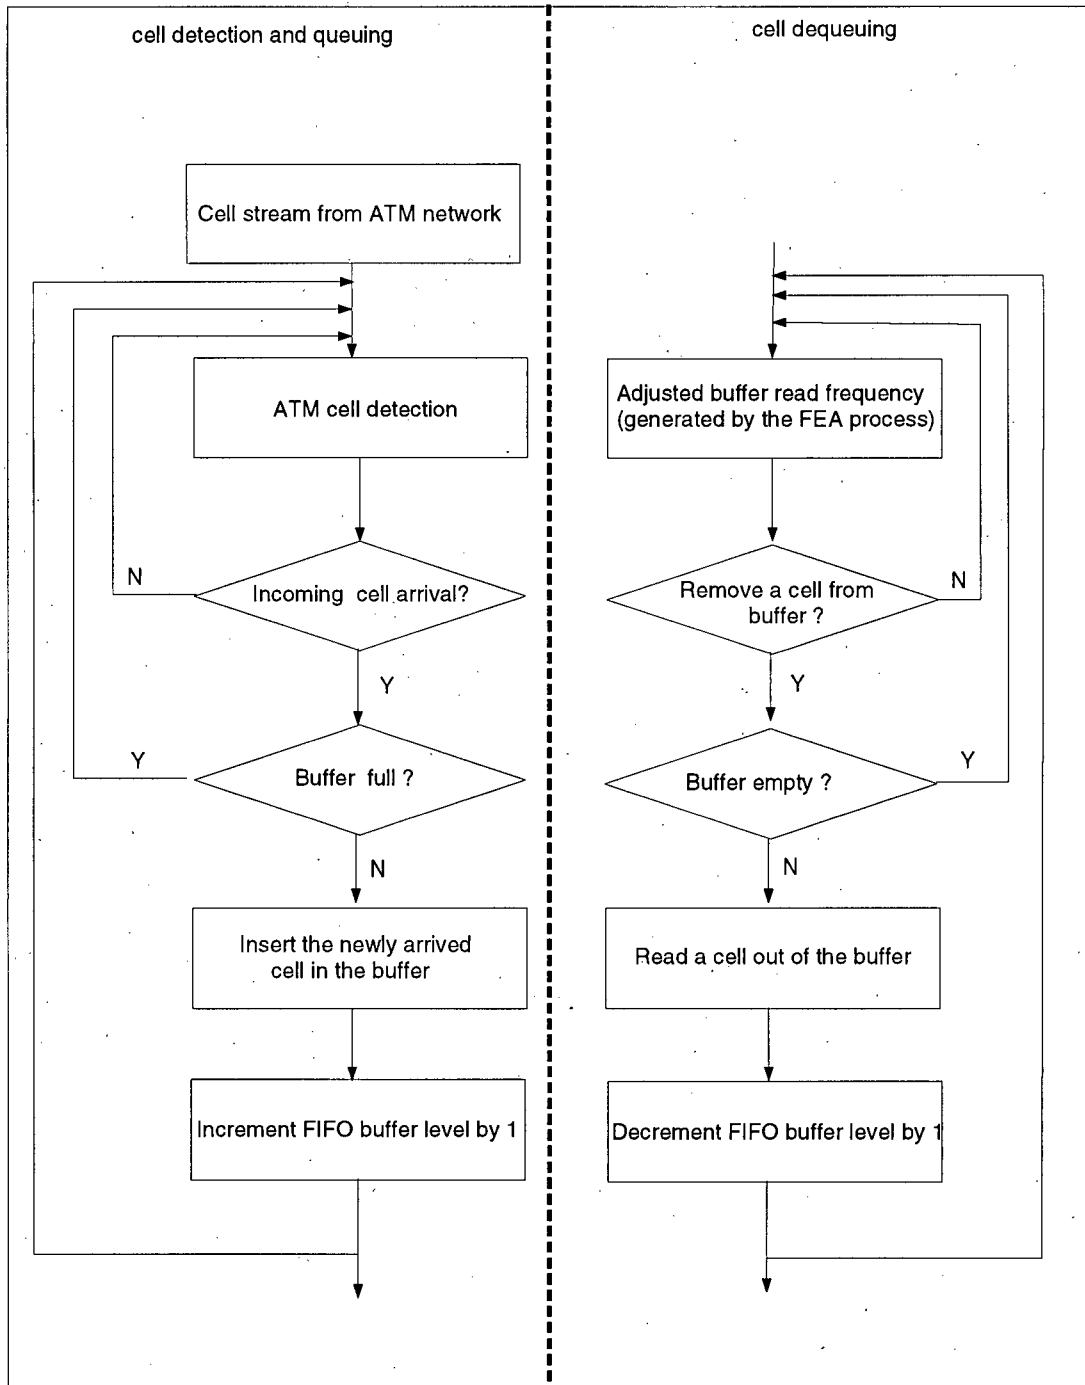 cell detection and queuing
Cell stream from ATM network
ATM cell detection
N
Incoming cell arrival?
Y
Y
Buffer full ?
N
Insert the newly arrived
cell in the buffer
Increment FIFO buffer level by 1
cell dequeuing
Adjusted buffer read frequency
(generated by the FEA process)
N
Remove a cell from
buffer ?
Y
Y
Buffer empty ?
N
Read a cell out of the buffer
Decrement FIFO buffer level by 1